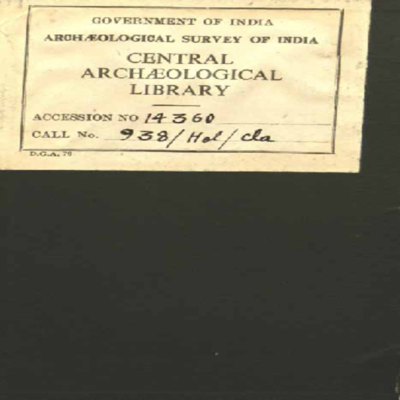 GOVERNMENT OF INDIA
ARCHÆOLOGICAL SURVEY OF INDIA
CENTRAL
ARCHÆOLOGICAL
LIBRARY
ACCESSION NO 14360
CALL No. 938/Hol/cla
D.G.A. 79